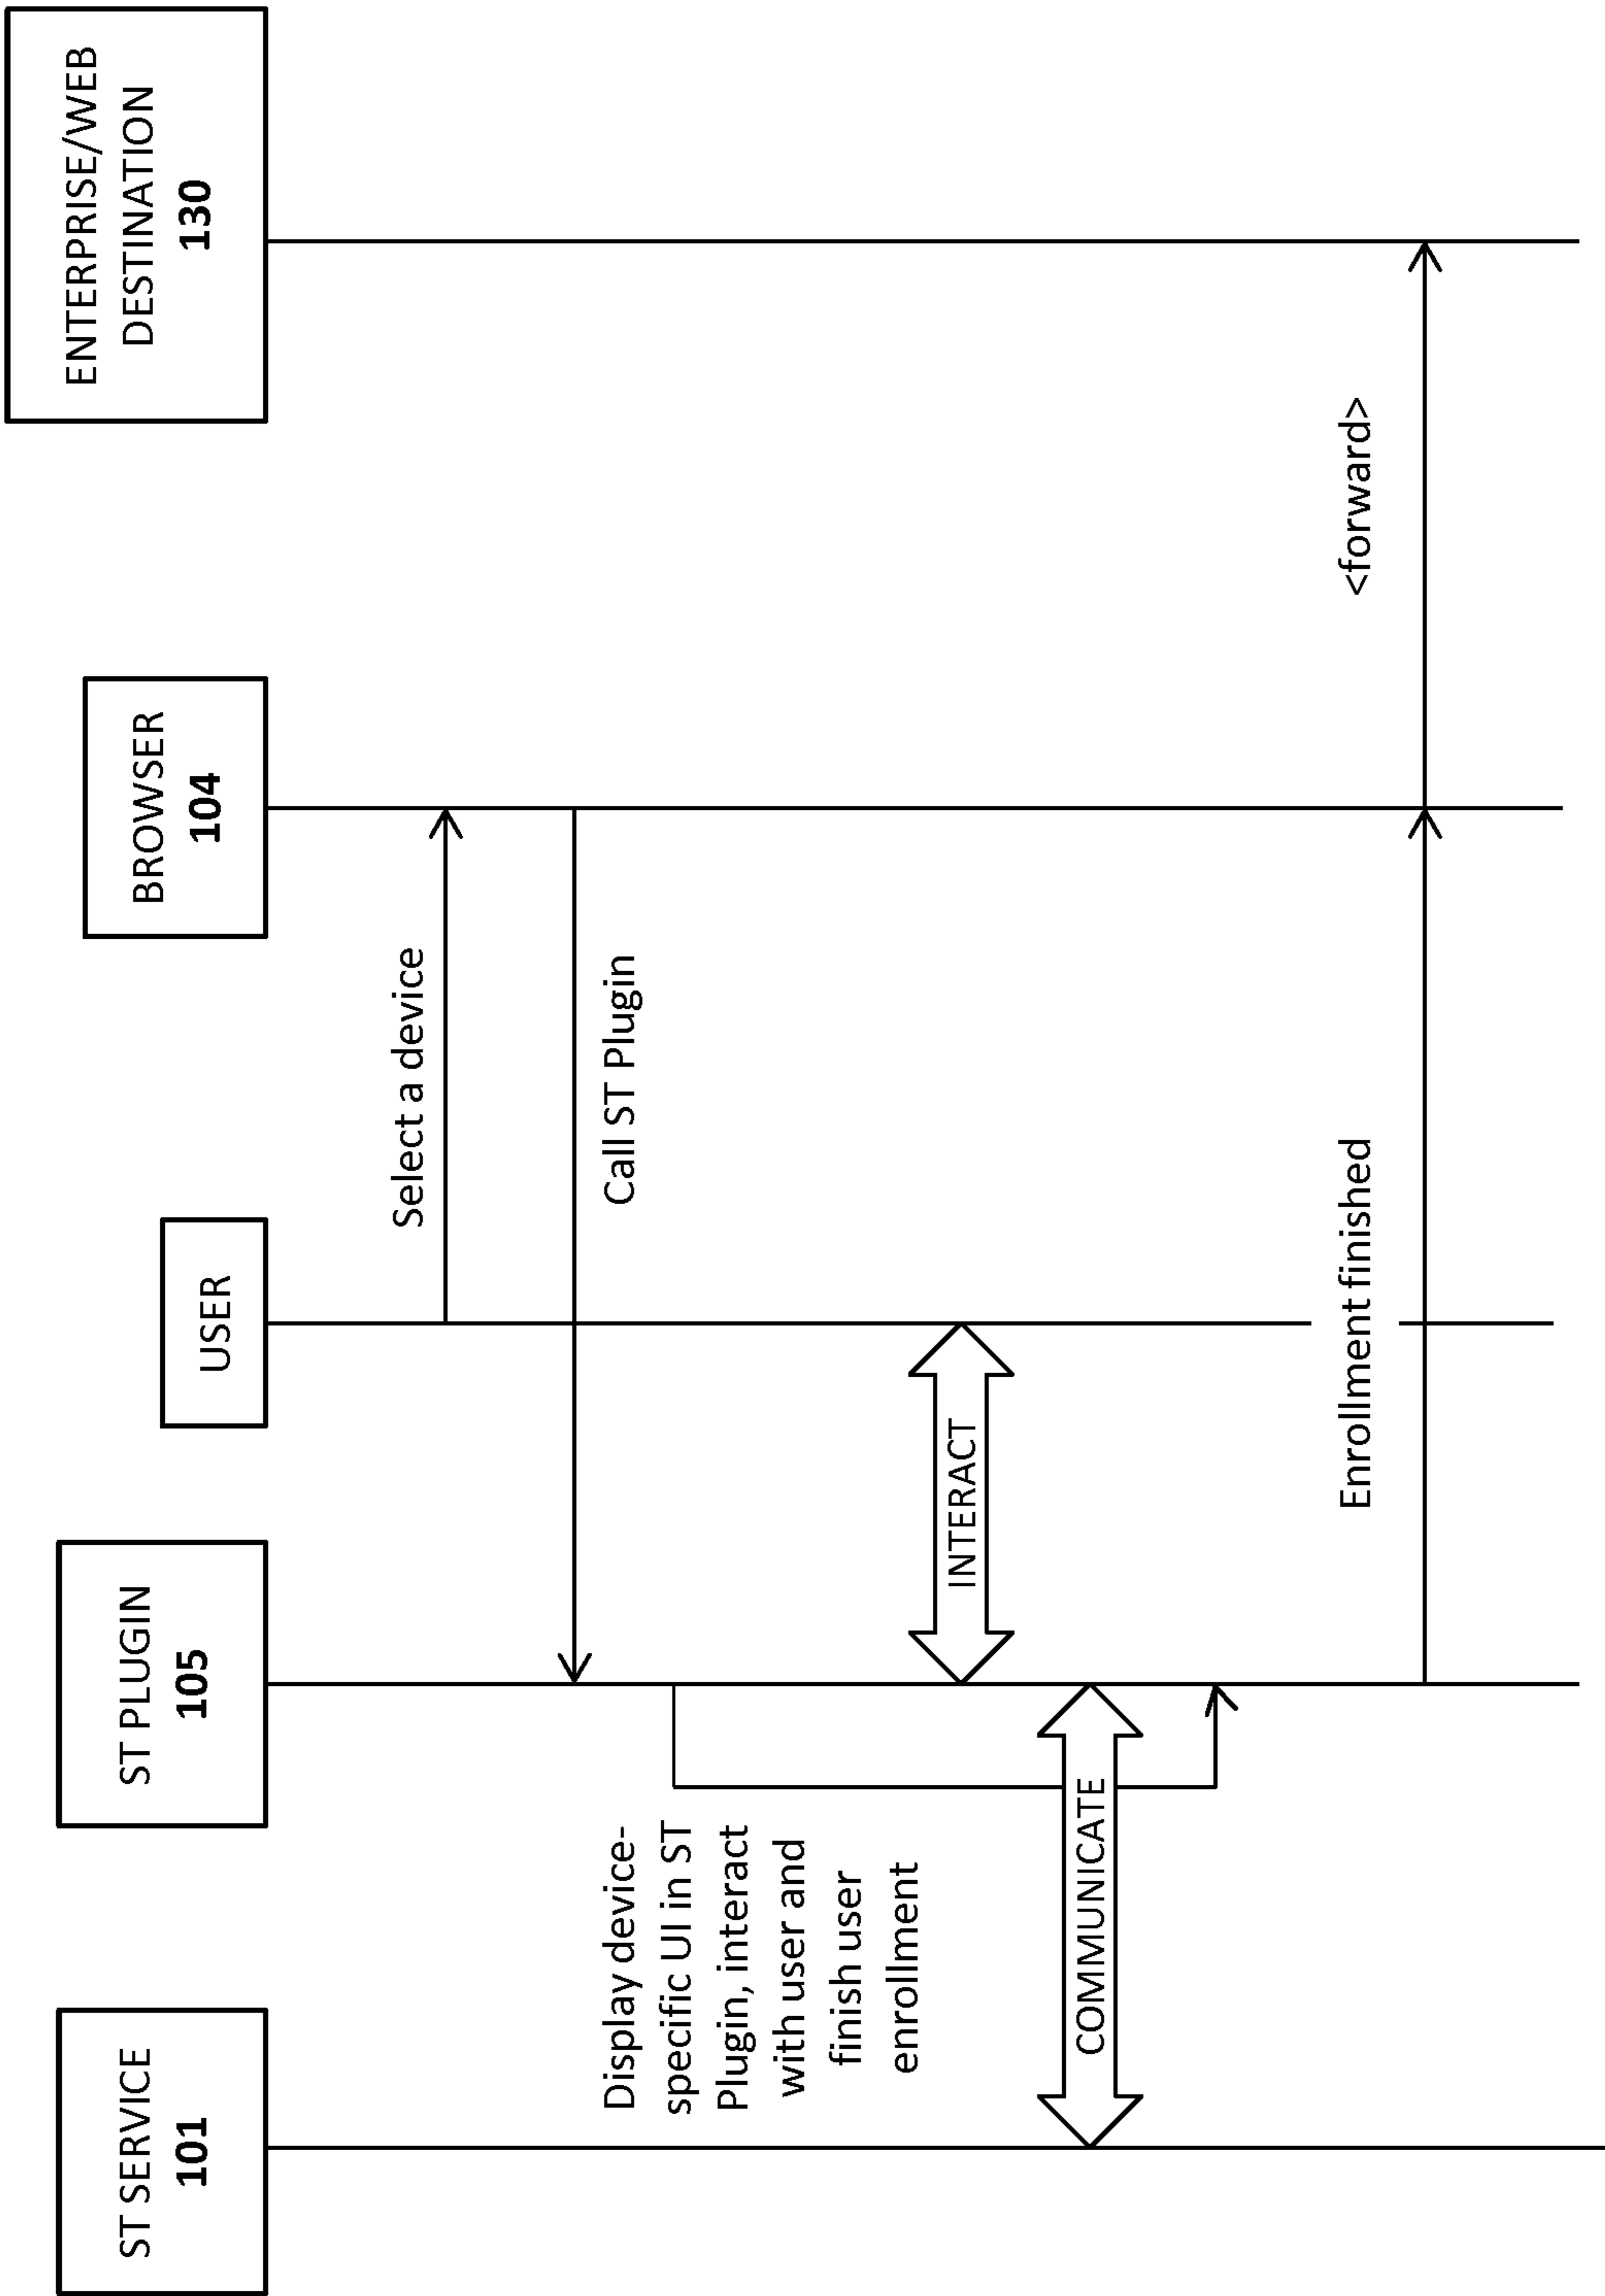 ST SERVICE
101
ST PLUGIN
105
USER
BROWSER
104
ENTERPRISE/WEB
DESTINATION
130
Select a device
Call ST Plugin
Display device-
specific UI in ST
Plugin, interact
with user and
finish user
enrollment
INTERACT
COMMUNICATE
Enrollment finished
<forward>